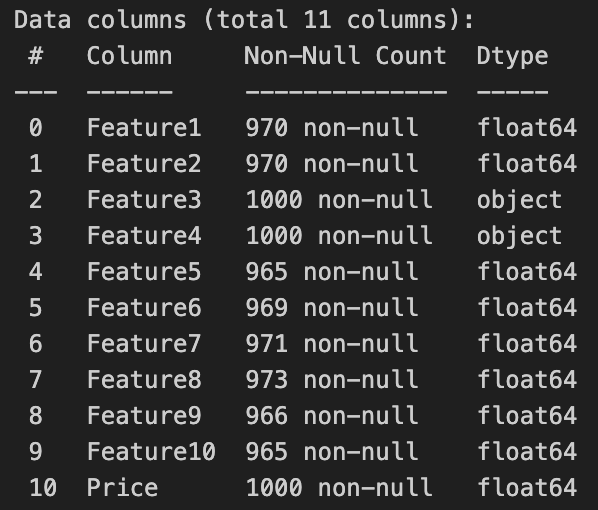 Data columns (total 11 columns):
 #   Column     Non-Null Count  Dtype
---  ------     --------------  -----
 0   Feature1   970 non-null    float64
 1   Feature2   970 non-null    float64
 2   Feature3   1000 non-null   object
 3   Feature4   1000 non-null   object
 4   Feature5   965 non-null    float64
 5   Feature6   969 non-null    float64
 6   Feature7   971 non-null    float64
 7   Feature8   973 non-null    float64
 8   Feature9   966 non-null    float64
 9   Feature10  965 non-null    float64
 10  Price      1000 non-null   float64